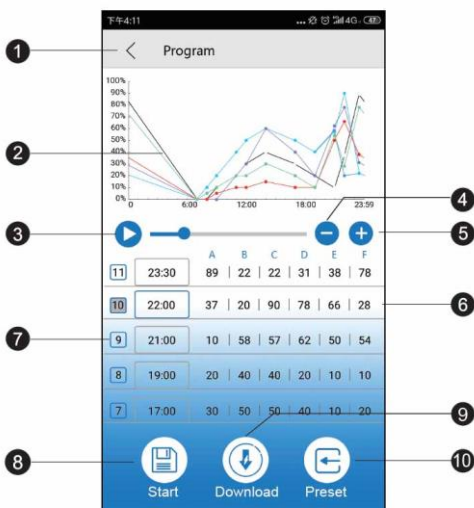 下午4:11 ... 4G 47
1 Program
100%
90%
80%
70%
2 60%
50%
40%
30%
20%
10%
0%
0 6:00 12:00 18:00 23:59
4
3
5
A B C D E F
11 23:30 89 | 22 | 22 | 31 | 38 | 78
10 22:00 37 | 20 | 90 | 78 | 66 | 28 6
7 9 21:00 10 | 58 | 57 | 62 | 50 | 54
8 19:00 20 | 40 | 40 | 20 | 10 | 10
7 17:00 30 | 50 | 50 | 40 | 10 | 20
9
8 10
Start Download Preset